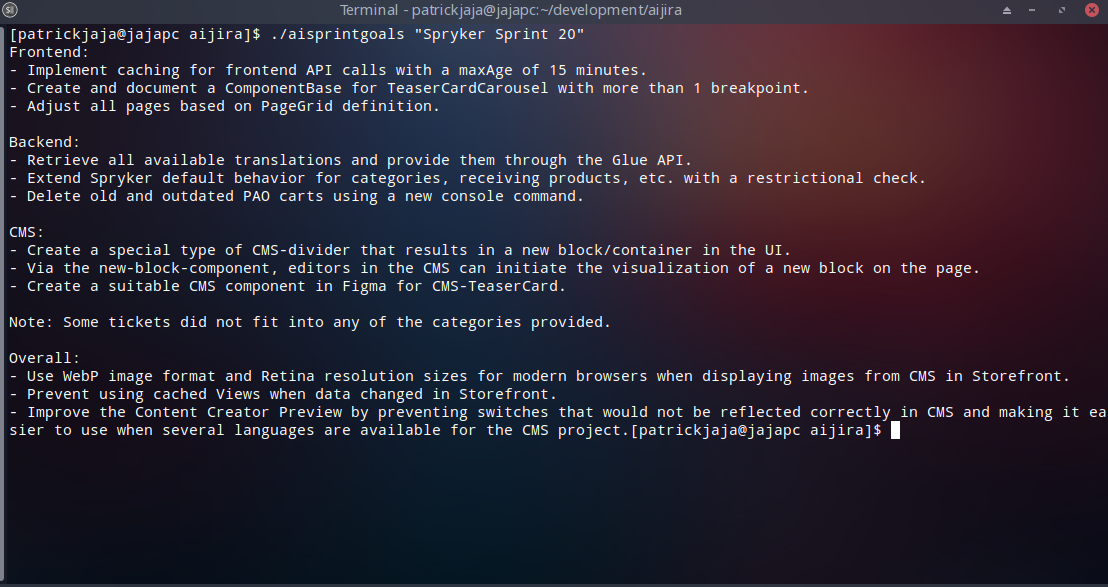 Terminal - patrickjaja@jajapc:~/development/aijira
[patrickjaja@jajapc aijira]$ ./aisprintgoals "Spryker Sprint 20"
Frontend:
- Implement caching for frontend API calls with a maxAge of 15 minutes.
- Create and document a ComponentBase for TeaserCardCarousel with more than 1 breakpoint.
- Adjust all pages based on PageGrid definition.
Backend:
- Retrieve all available translations and provide them through the Glue API.
- Extend Spryker default behavior for categories, receiving products, etc. with a restrictional check.
- Delete old and outdated PAO carts using a new console command.
CMS:
- Create a special type of CMS-divider that results in a new block/container in the UI.
- Via the new-block-component, editors in the CMS can initiate the visualization of a new block on the page.
- Create a suitable CMS component in Figma for CMS-TeaserCard.
Note: Some tickets did not fit into any of the categories provided.
Overall:
- Use WebP image format and Retina resolution sizes for modern browsers when displaying images from CMS in Storefront.
- Prevent using cached Views when data changed in Storefront.
- Improve the Content Creator Preview by preventing switches that would not be reflected correctly in CMS and making it ea
sier to use when several languages are available for the CMS project.[patrickjaja@jajapc aijira]$